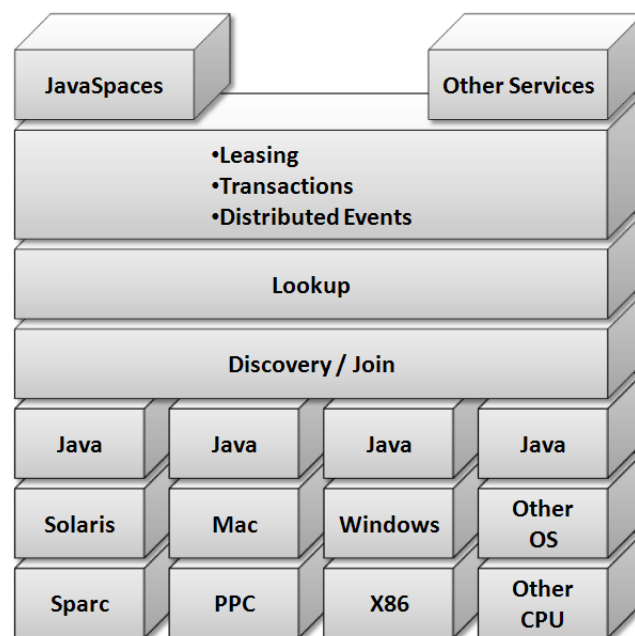 JavaSpaces
Other Services
•Leasing
•Transactions
•Distributed Events
Lookup
Discovery / Join
Java
Java
Java
Java
Solaris
Mac
Windows
Other
OS
Sparc
PPC
X86
Other
CPU